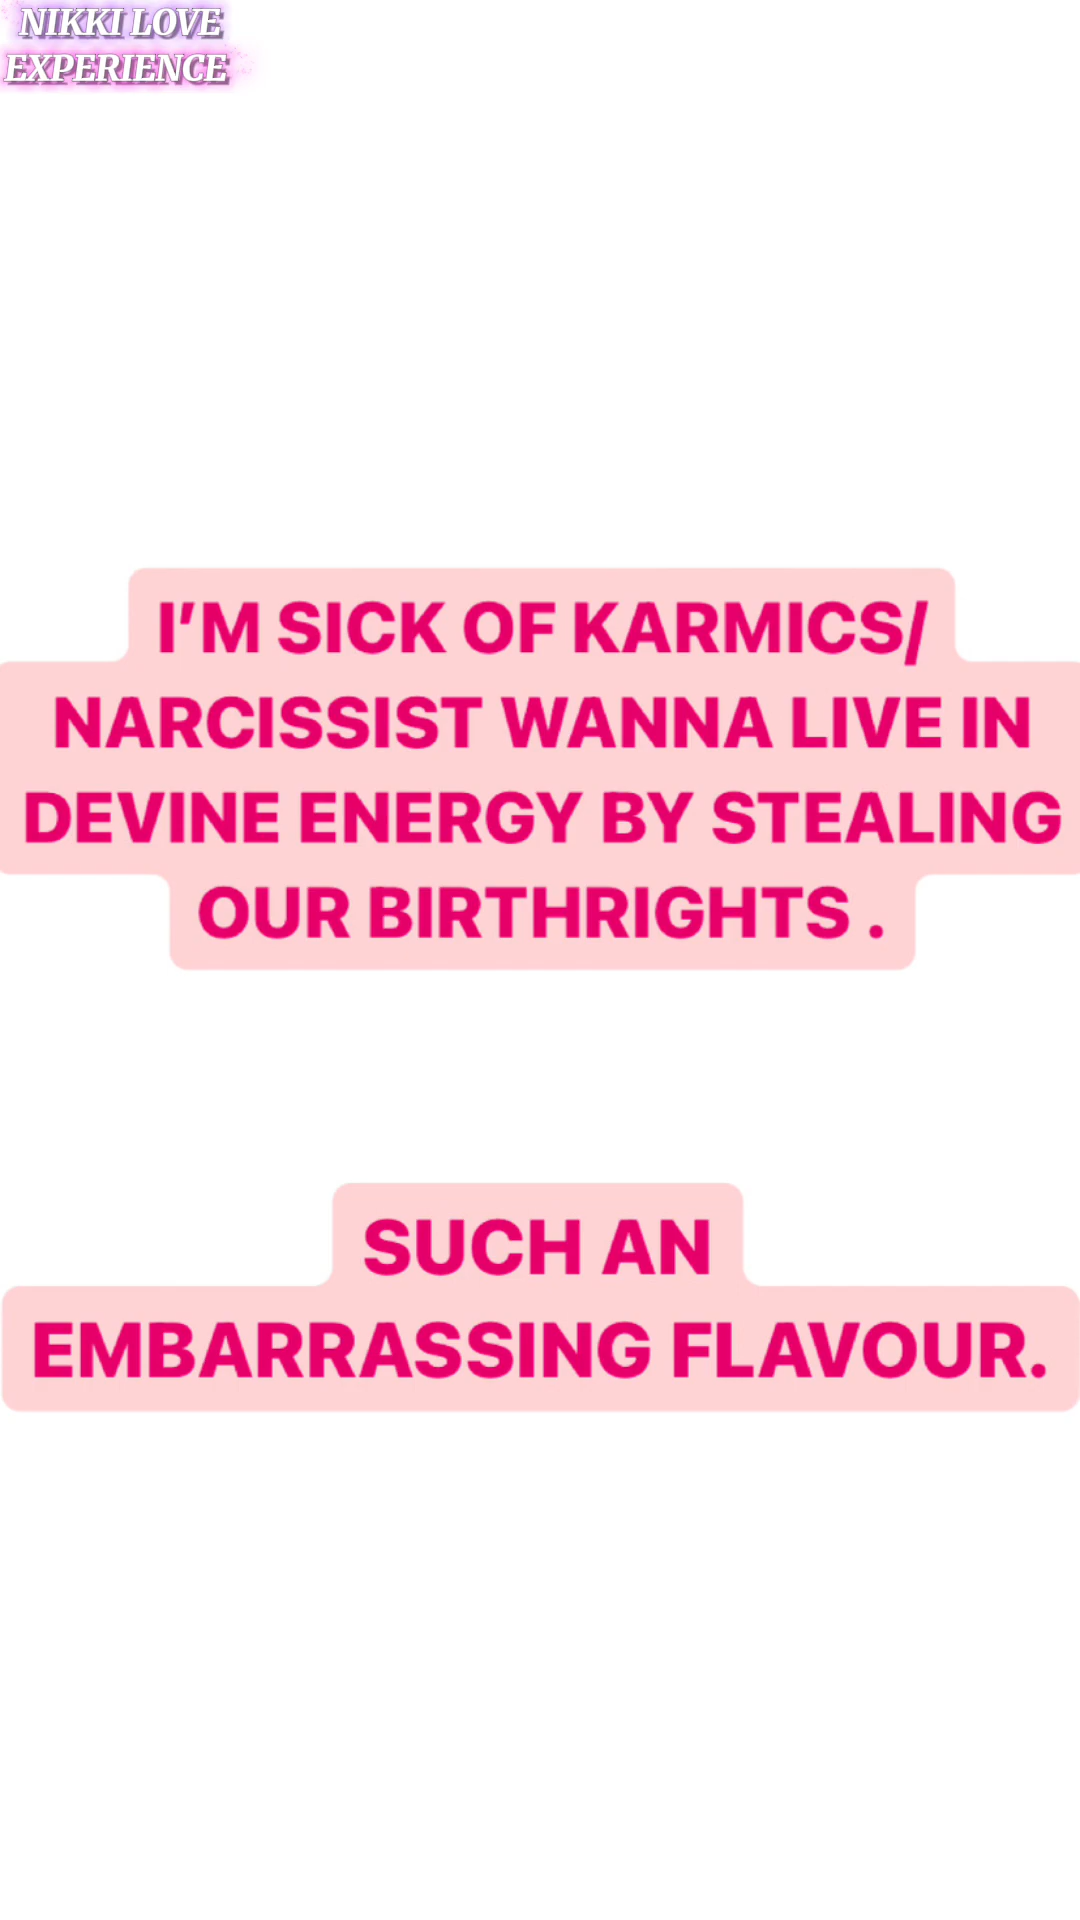 NIKKI LOVE
EXPERIENCE
I'M SICK OF KARMICS/
NARCISSIST WANNA LIVE IN
DEVINE ENERGY BY STEALING
OUR BIRTHRIGHTS .
SUCH AN
EMBARRASSING FLAVOUR.